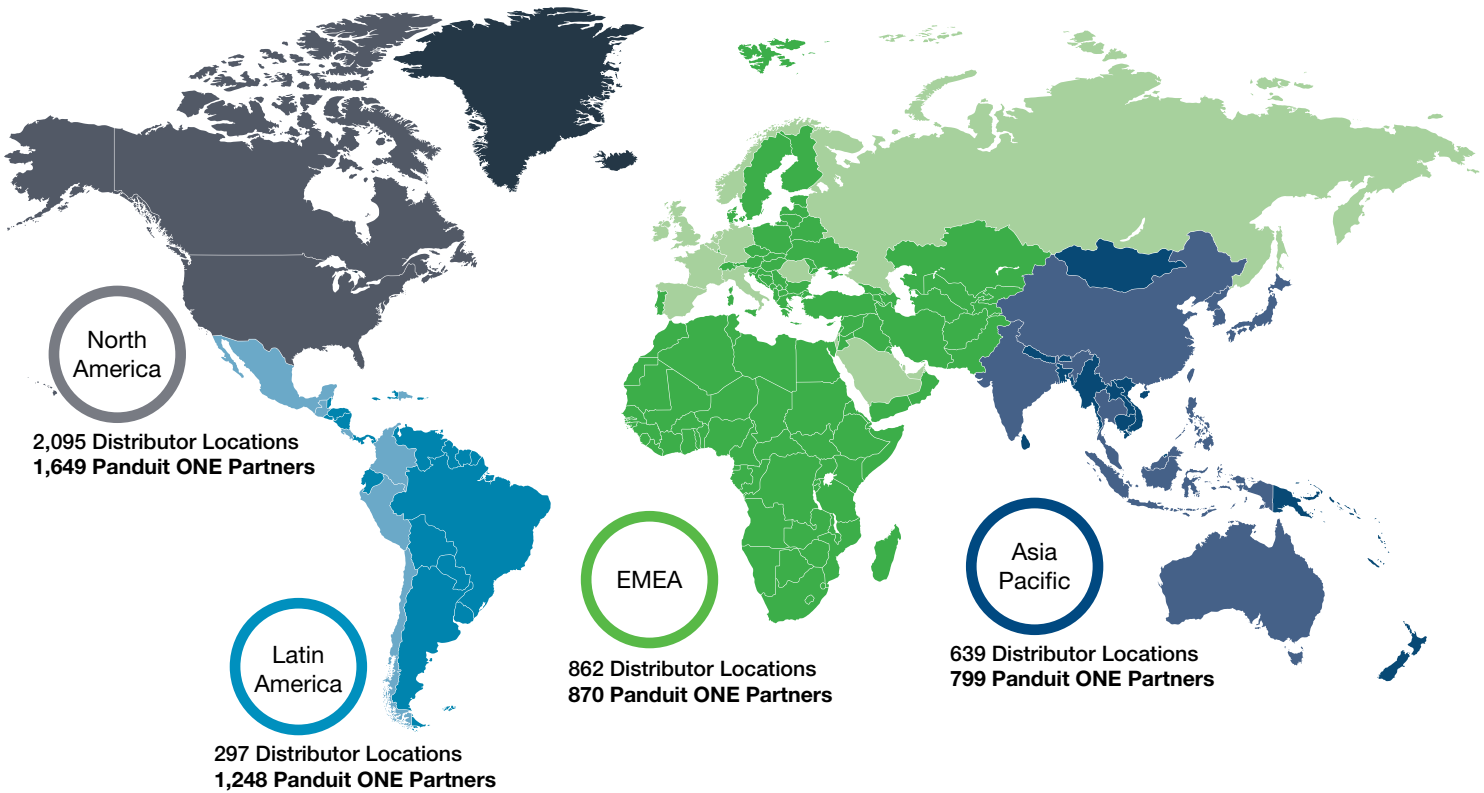 North
America
2,095 Distributor Locations
1,649 Panduit ONE Partners
Latin
America
297 Distributor Locations
1,248 Panduit ONE Partners
EMEA
862 Distributor Locations
870 Panduit ONE Partners
Asia
Pacific
639 Distributor Locations
799 Panduit ONE Partners